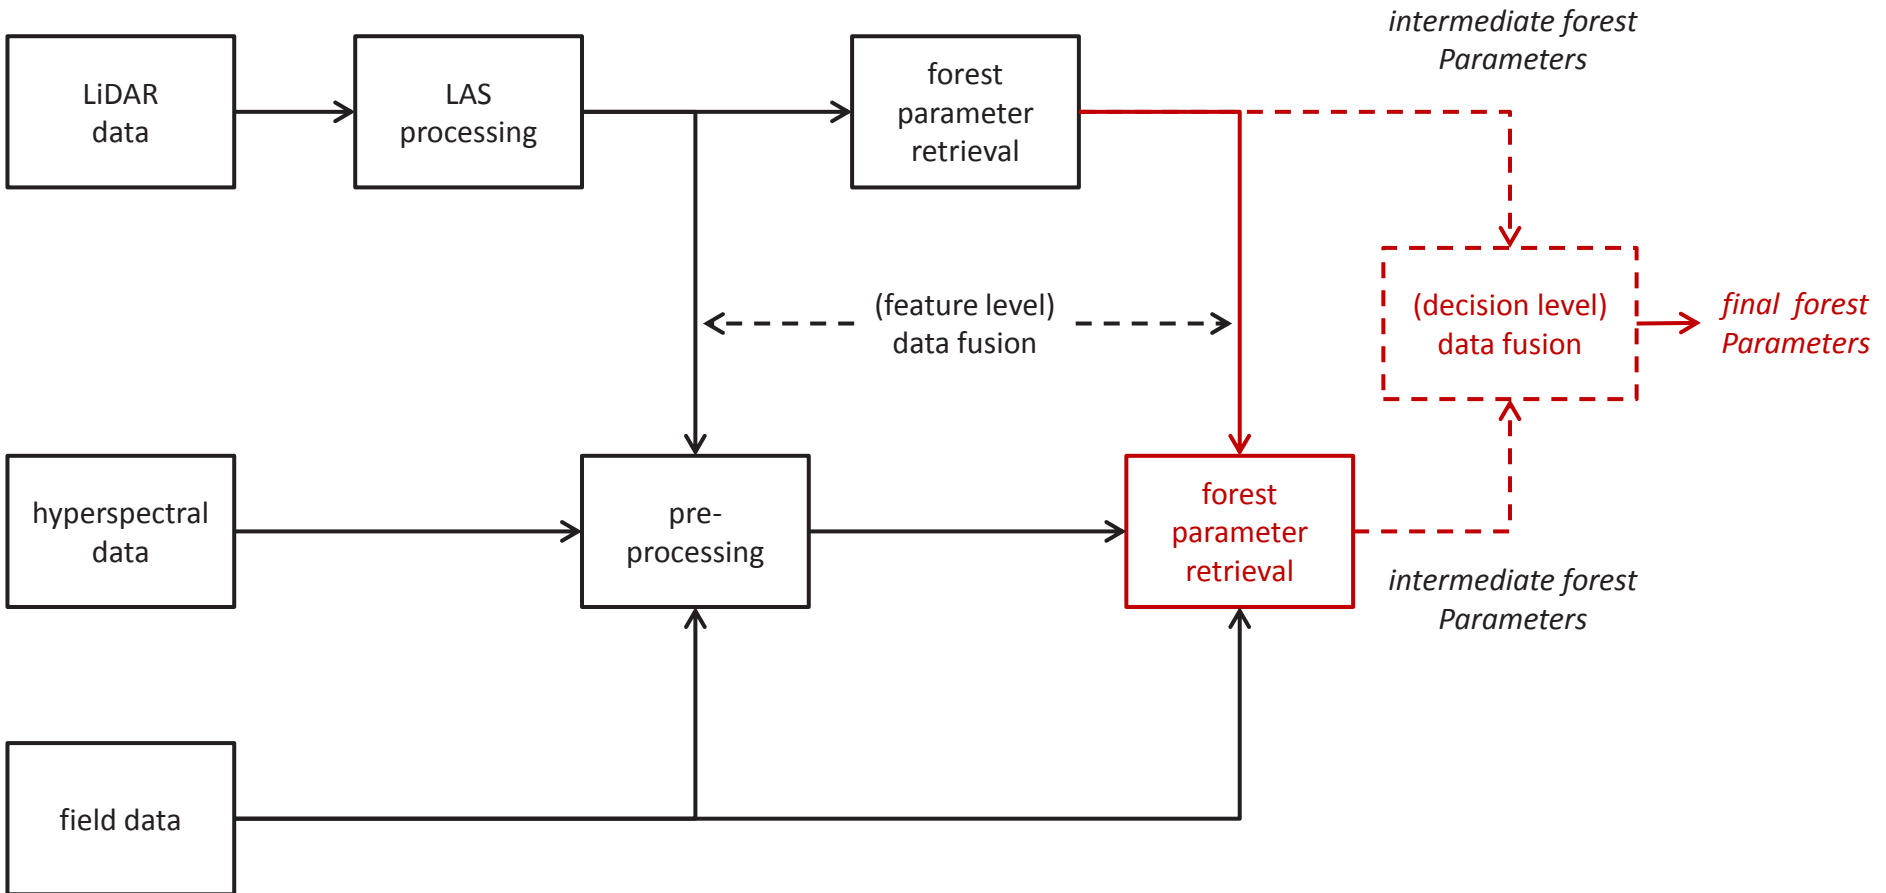 intermediate forest
Parameters
LiDAR
data
LAS
processing
forest
parameter
retrieval
(feature level)
data fusion
(decision level)
data fusion
final forest
Parameters
hyperspectral
data
pre-
processing
forest
parameter
retrieval
intermediate forest
Parameters
field data